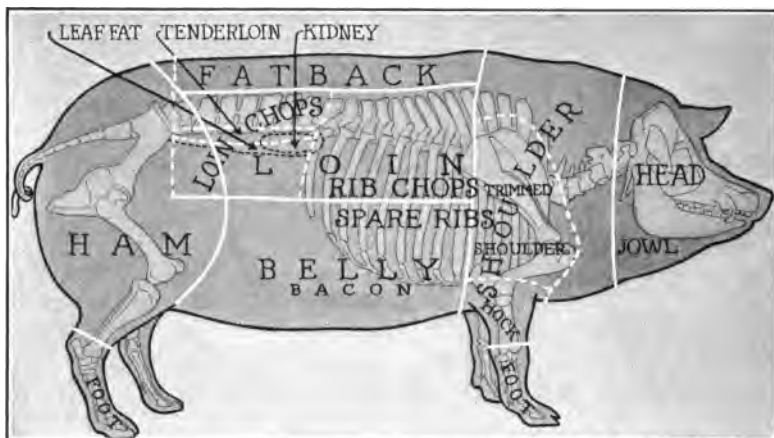 LEAF FAT TENDERLOIN KIDNEY
FATBACK
LOIN CHOPS
LOIN
RIB CHOPS
SPARE RIBS
SHOULDER
TRIMMED
SHOULDER
HEAD
JOWL
HAM
BELLY
BACON
HOCK
FOOT
FOOT